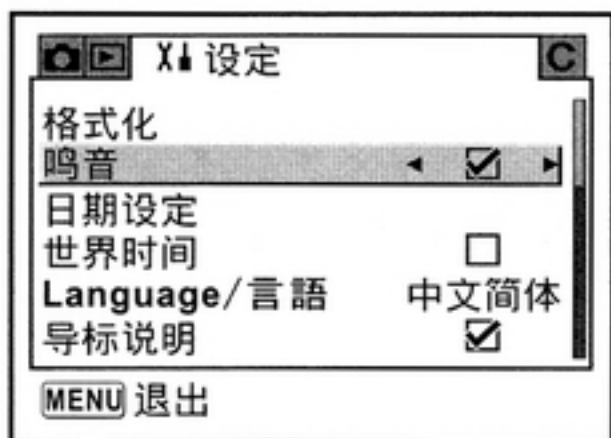 设定 C
格式化
鸣音
日期设定
世界时间
Language/言語 中文简体
导标说明
MENU 退出